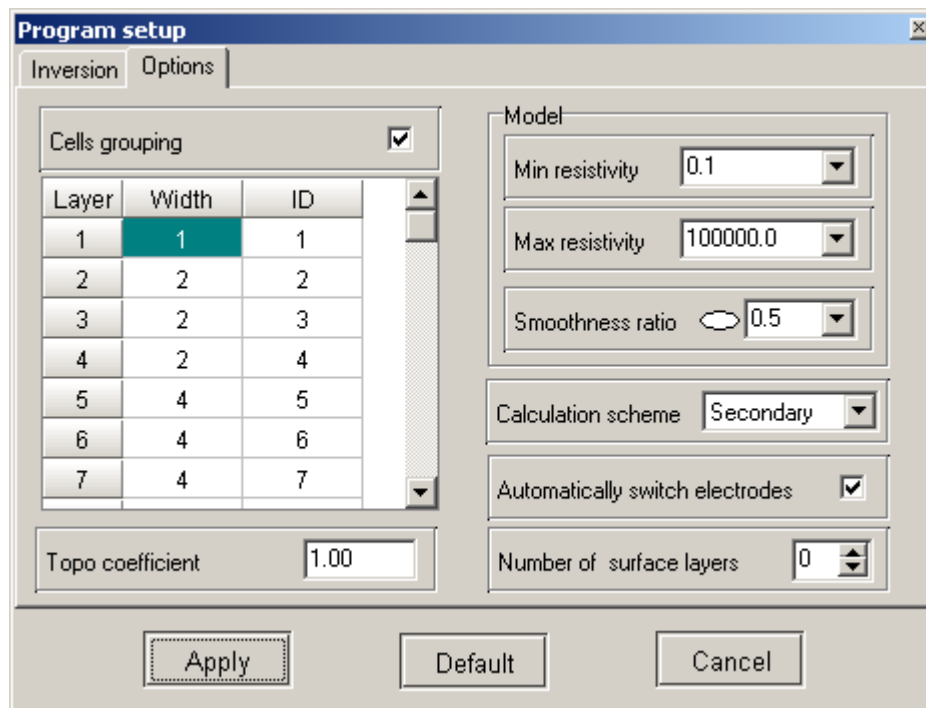 Program setup
Inversion Options
Cells grouping
Layer Width ID
1 1 1
2 2 2
3 2 3
4 2 4
5 4 5
6 4 6
7 4 7
Topo coefficient 1.00
Model
Min resistivity 0.1
Max resistivity 100000.0
Smoothness ratio 0.5
Calculation scheme Secondary
Automatically switch electrodes
Number of surface layers 0
Apply Default Cancel